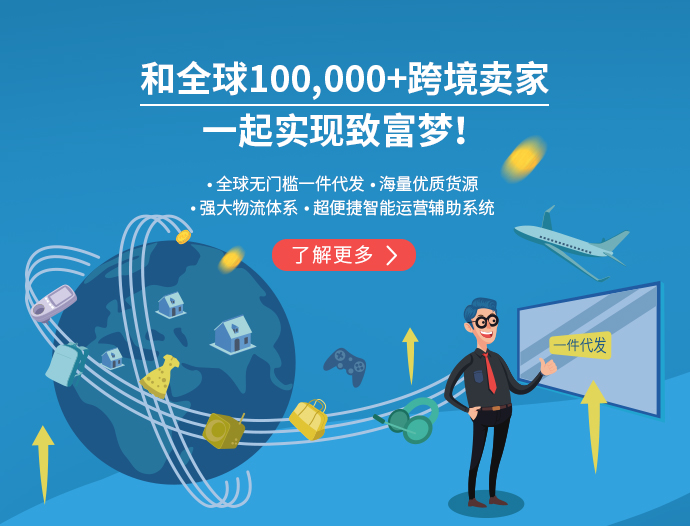 和全球100,000+跨境卖家
一起实现致富梦!
• 全球无门槛一件代发 • 海量优质货源
• 强大物流体系 • 超便捷智能运营辅助系统
了解更多
一件代发